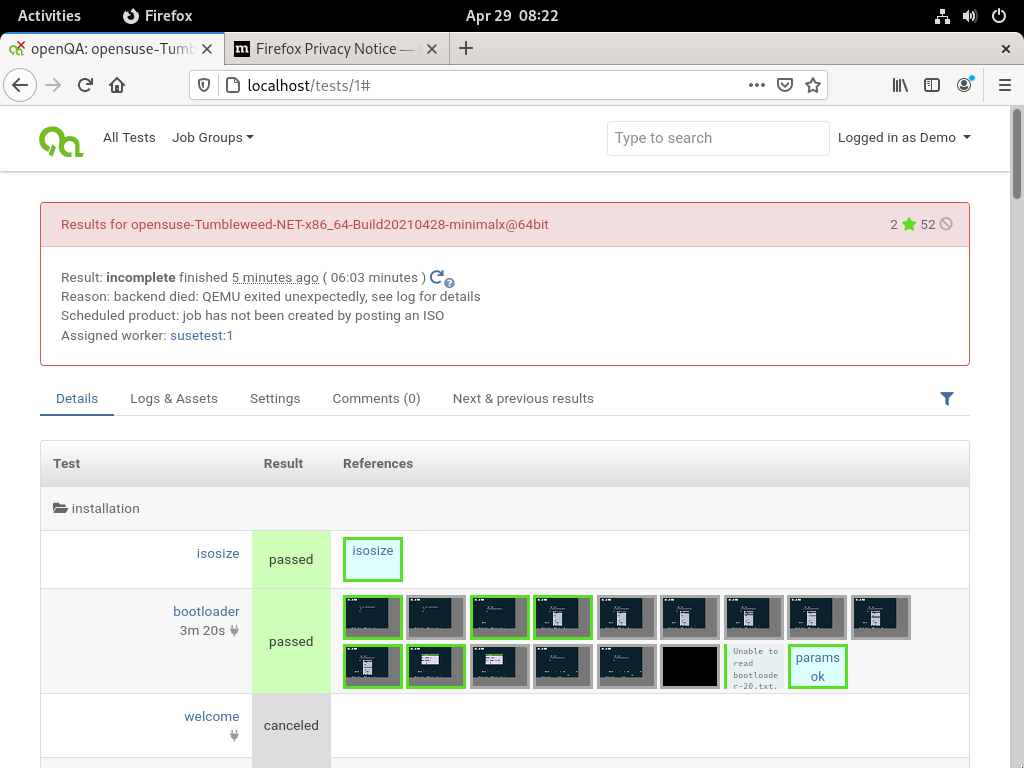 Activities Firefox Apr 29 08:22
openQA: opensuse-Tumb Firefox Privacy Notice —
localhost/tests/1#
All Tests Job Groups Type to search Logged in as Demo
Results for opensuse-Tumbleweed-NET-x86_64-Build20210428-minimalx@64bit 2 52
Result: incomplete finished 5 minutes ago ( 06:03 minutes )
Reason: backend died: QEMU exited unexpectedly, see log for details
Scheduled product: job has not been created by posting an ISO
Assigned worker: susetest:1
Details Logs & Assets Settings Comments (0) Next & previous results
Test Result References
installation
isosize passed isosize
bootloader
3m 20s passed
Unable to
read
bootloade
r-20.txt.
params
ok
welcome canceled